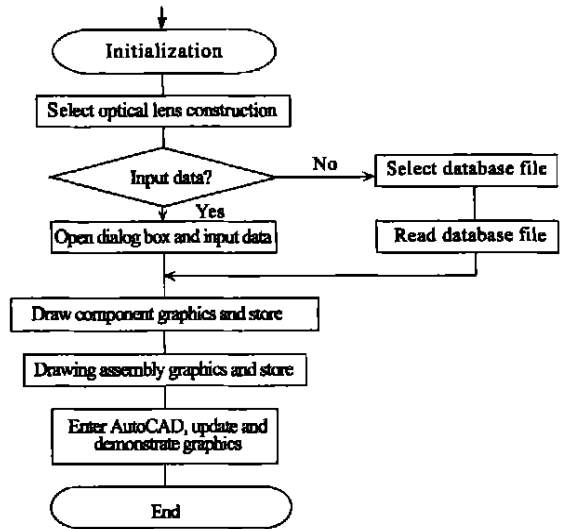 Initialization
Select optical lens construction
Input data?
No
Select database file
Yes
Open dialog box and input data
Read database file
Draw component graphics and store
Drawing assembly graphics and store
Enter AutoCAD, update and
demonstrate graphics
End